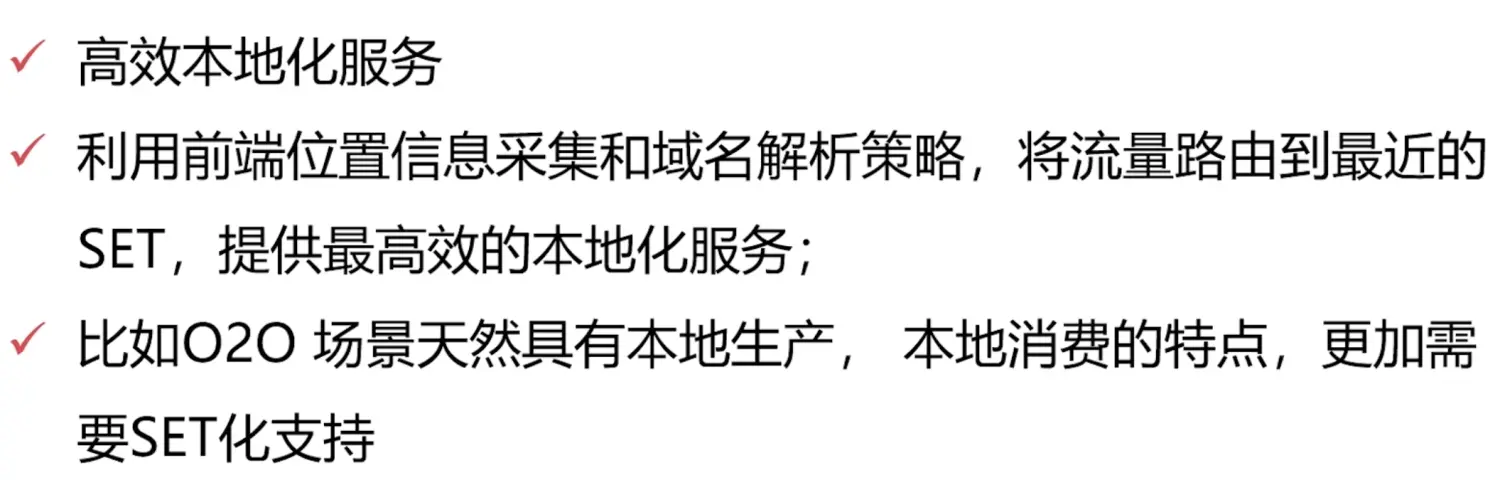 高效本地化服务
利用前端位置信息采集和域名解析策略，将流量路由到最近的
SET，提供最高效的本地化服务；
比如O2O 场景天然具有本地生产， 本地消费的特点，更加需
要SET化支持